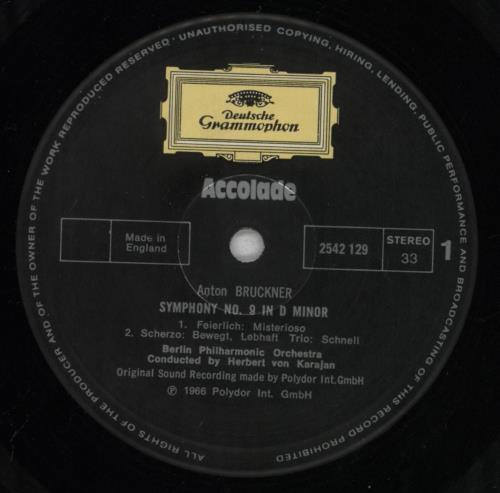 ALL RIGHTS OF THE PRODUCER AND OF THE OWNER OF THE WORK REPRODUCED RESERVED · UNAUTHORISED COPYING, HIRING, LENDING, PUBLIC PERFORMANCE AND BROADCASTING OF THIS RECORD PROHIBITED ·
Deutsche
Grammophon
Accolade
Made in
England
2542 129
STEREO
33
1
Anton BRUCKNER
SYMPHONY NO. 9 IN D MINOR
1. Feierlich: Misterioso
2. Scherzo: Bewegt, Lebhaft Trio: Schnell
Berlin Philharmonic Orchestra
Conducted by Herbert von Karajan
Original Sound Recording made by Polydor Int.GmbH
℗ 1966 Polydor Int. GmbH